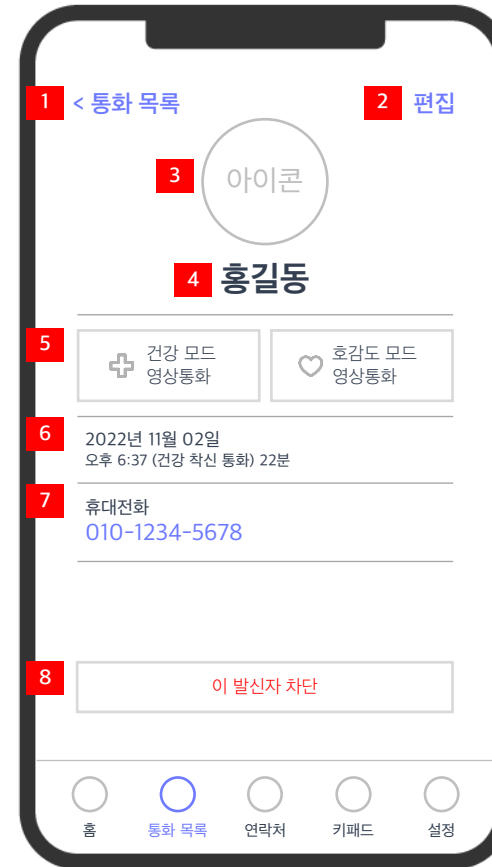 1 < 통화 목록 2 편집
3 아이콘
4 홍길동
5
건강 모드
영상통화
호감도 모드
영상통화
6
2022년 11월 02일
오후 6:37 (건강 착신 통화) 22분
7
휴대전화
010-1234-5678
8
이 발신자 차단
홈 통화 목록 연락처 키패드 설정